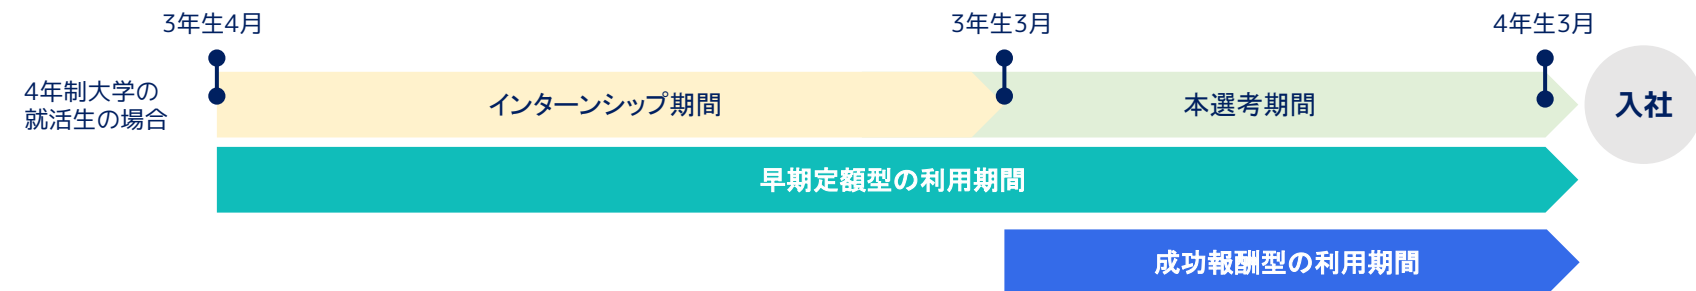 3年生4月
3年生3月
4年生3月
4年制大学の
就活生の場合
インターンシップ期間
本選考期間
入社
早期定額型の利用期間
成功報酬型の利用期間